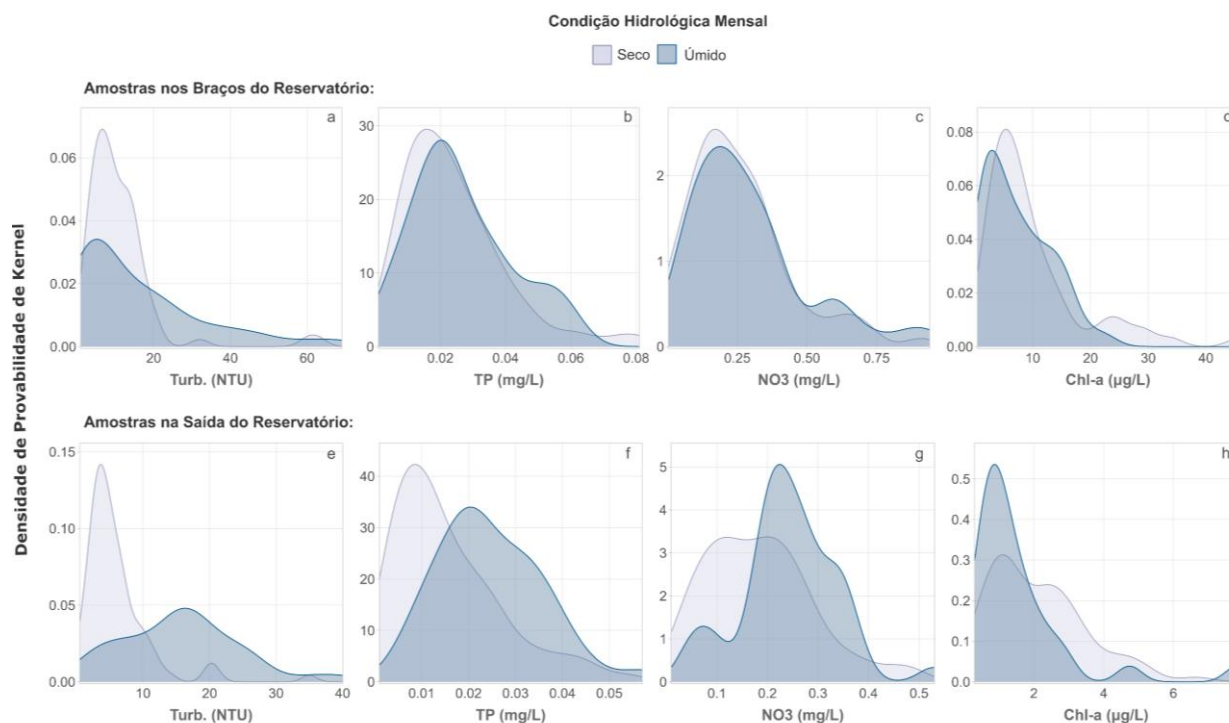 Condição Hidrológica Mensal
Seco Úmido
Amostras nos Braços do Reservatório:
a b c d
0.06 0.04 0.02 0.00
30 20 10 0
2 1 0
0.08 0.06 0.04 0.02 0.00
20 40 60
0.02 0.04 0.06 0.08
0.25 0.50 0.75
10 20 30 40
Turb. (NTU) TP (mg/L) NO3 (mg/L) Chl-a (µg/L)
Densidade de Provabilidade de Kernel
Amostras na Saída do Reservatório:
e f g h
0.15 0.10 0.05 0.00
40 30 20 10 0
5 4 3 2 1 0
0.5 0.4 0.3 0.2 0.1 0.0
10 20 30 40
0.01 0.02 0.03 0.04 0.05
0.1 0.2 0.3 0.4 0.5
2 4 6
Turb. (NTU) TP (mg/L) NO3 (mg/L) Chl-a (µg/L)